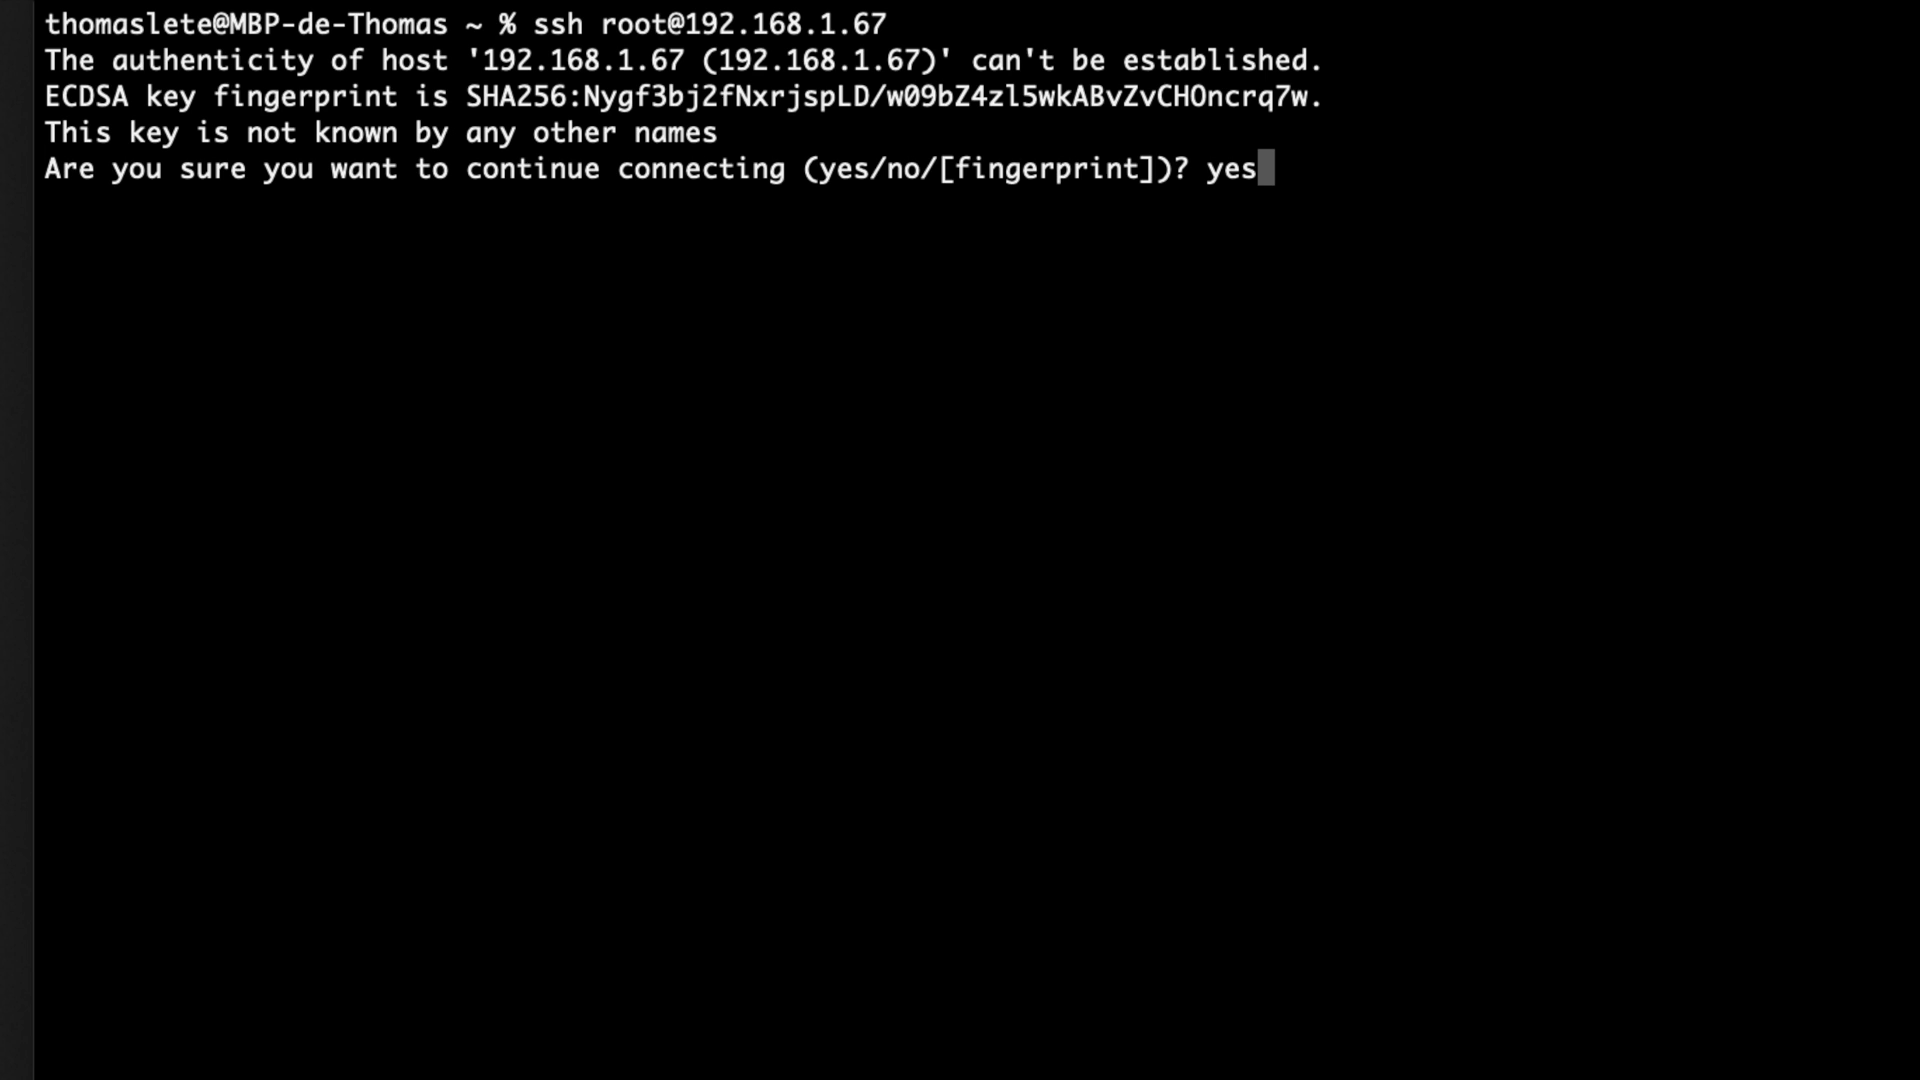 thomaslete@MBP-de-Thomas ~ % ssh root@192.168.1.67
The authenticity of host '192.168.1.67 (192.168.1.67)' can't be established.
ECDSA key fingerprint is SHA256:Nygf3bj2fNxrjspLD/w09bZ4zl5wkABvZvCHOncrq7w.
This key is not known by any other names
Are you sure you want to continue connecting (yes/no/[fingerprint])? yes